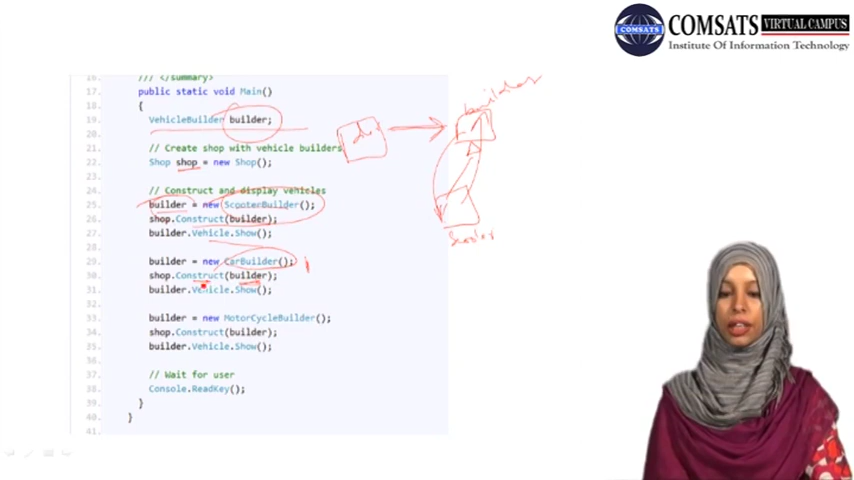 COMSATS VIRTUAL CAMPUS
COMSATS
Institute Of Information Technology
16. /// </summary>
17. public static void Main()
18. {
19. VehicleBuilder builder;
20.
21. // Create shop with vehicle builders
22. Shop shop = new Shop();
23.
24. // Construct and display vehicles
25. builder = new ScooterBuilder();
26. shop.Construct(builder);
27. builder.Vehicle.Show();
28.
29. builder = new CarBuilder();
30. shop.Construct(builder);
31. builder.Vehicle.Show();
32.
33. builder = new MotorCycleBuilder();
34. shop.Construct(builder);
35. builder.Vehicle.Show();
36.
37. // Wait for user
38. Console.ReadKey();
39. }
40. }
41.
builder